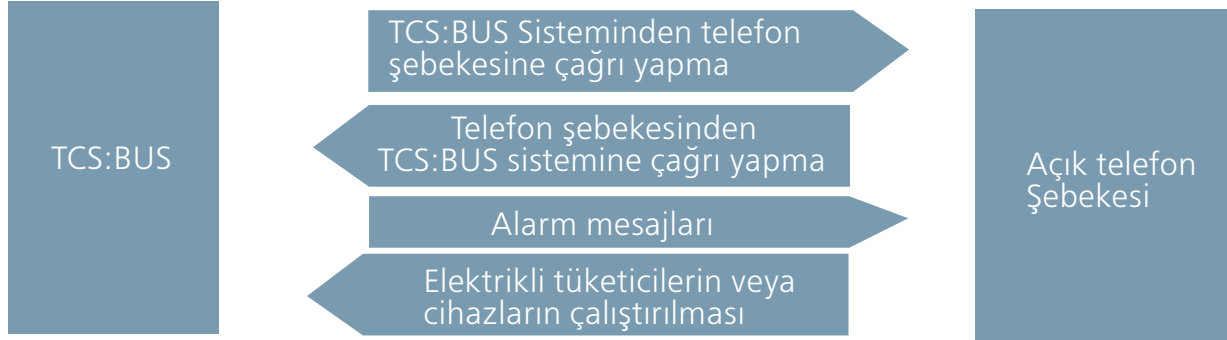 TCS:BUS
TCS:BUS Sisteminden telefon
şebekesine çağrı yapma
Telefon şebekesinden
TCS:BUS sistemine çağrı yapma
Alarm mesajları
Elektrikli tüketicilerin veya
cihazların çalıştırılması
Açık telefon
Şebekesi